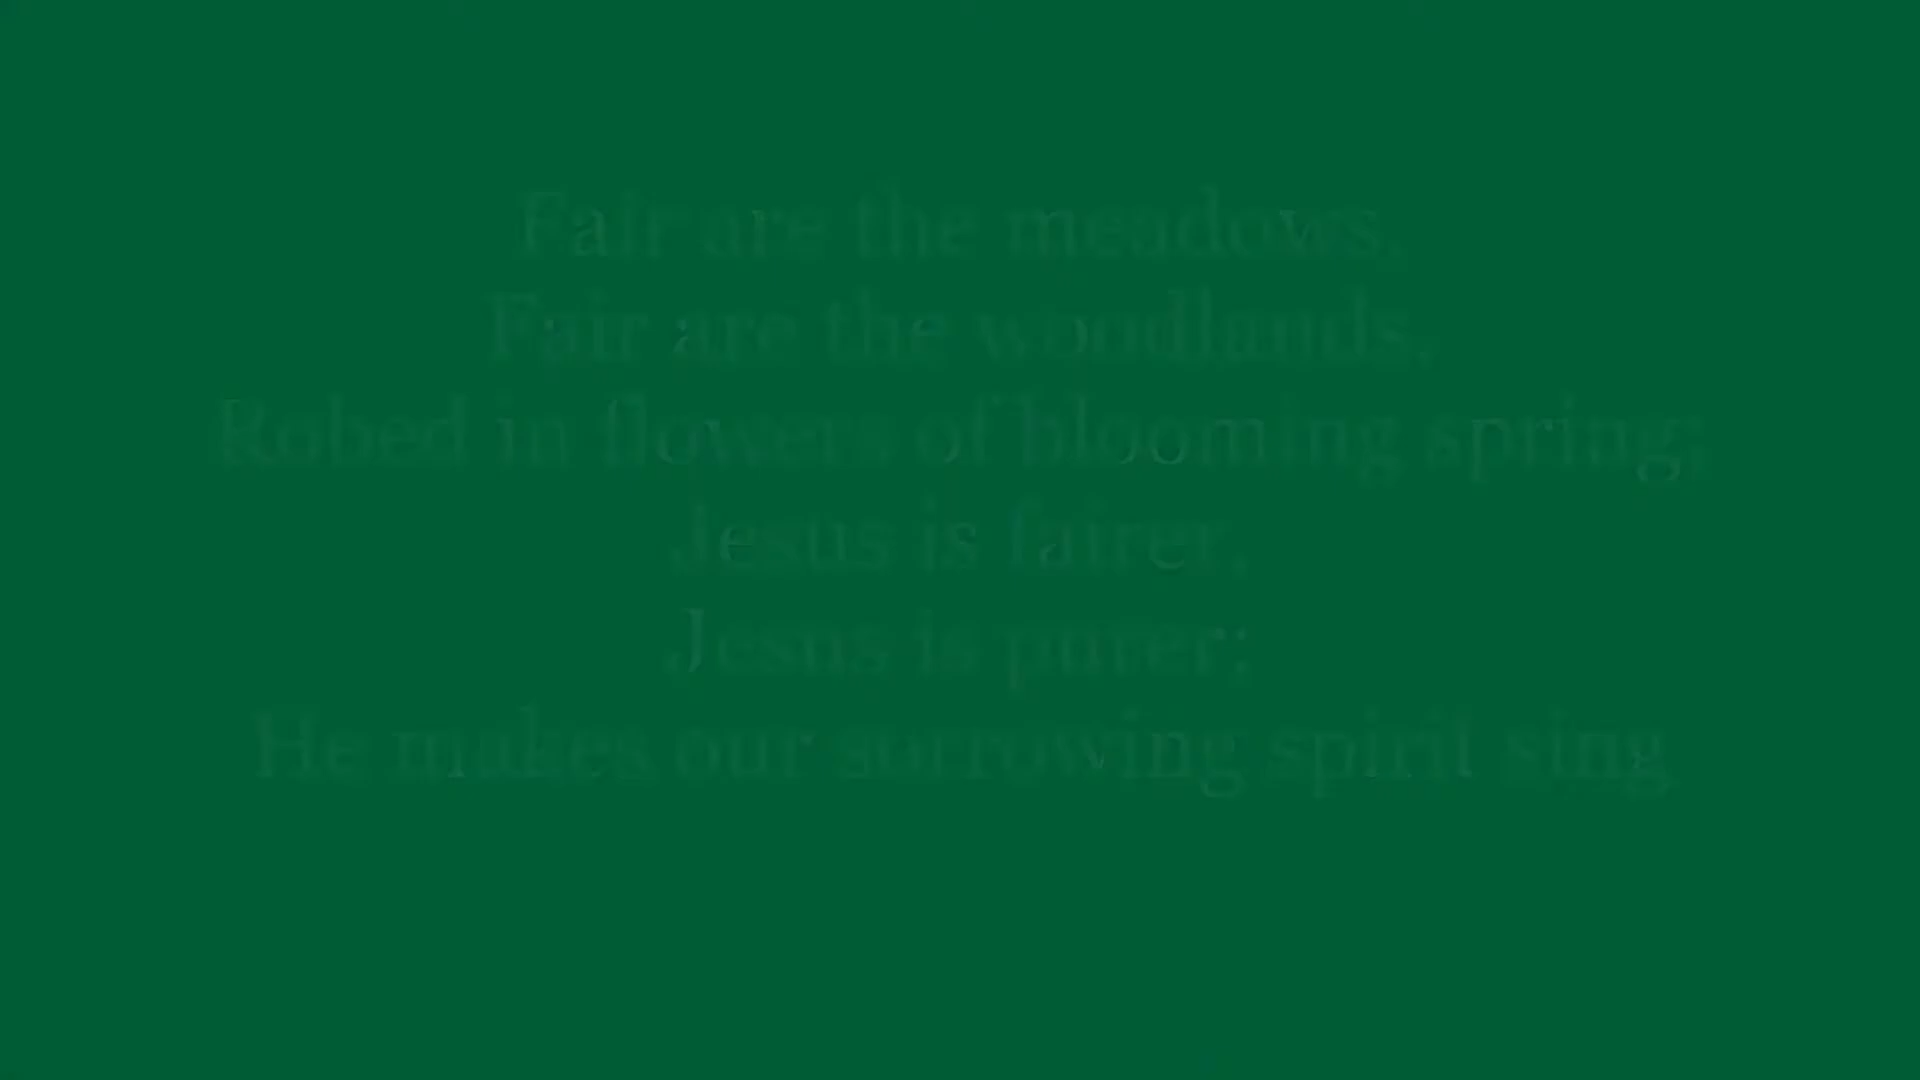 Fair are the meadows,
Fair are the woodlands,
Robed in flowers of blooming spring;
Jesus is fairer,
Jesus is purer;
He makes our sorrowing spirit sing